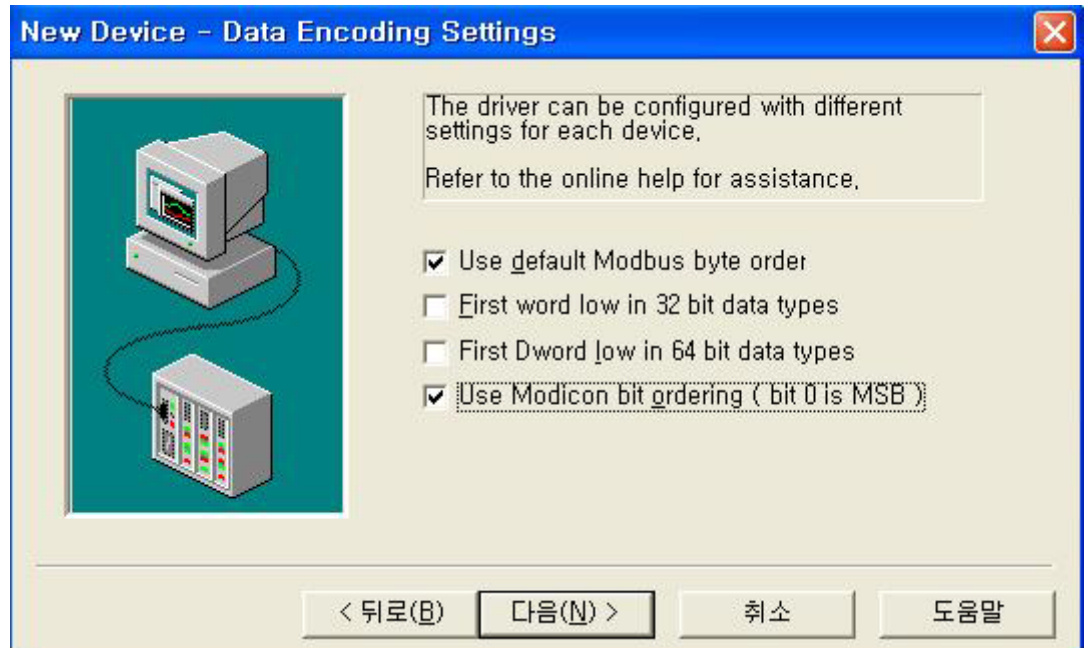 New Device - Data Encoding Settings
The driver can be configured with different
settings for each device,
Refer to the online help for assistance,
Use default Modbus byte order
First word low in 32 bit data types
First Dword low in 64 bit data types
Use Modicon bit ordering ( bit 0 is MSB )
< 뒤로(B) 다음(N) > 취소 도움말